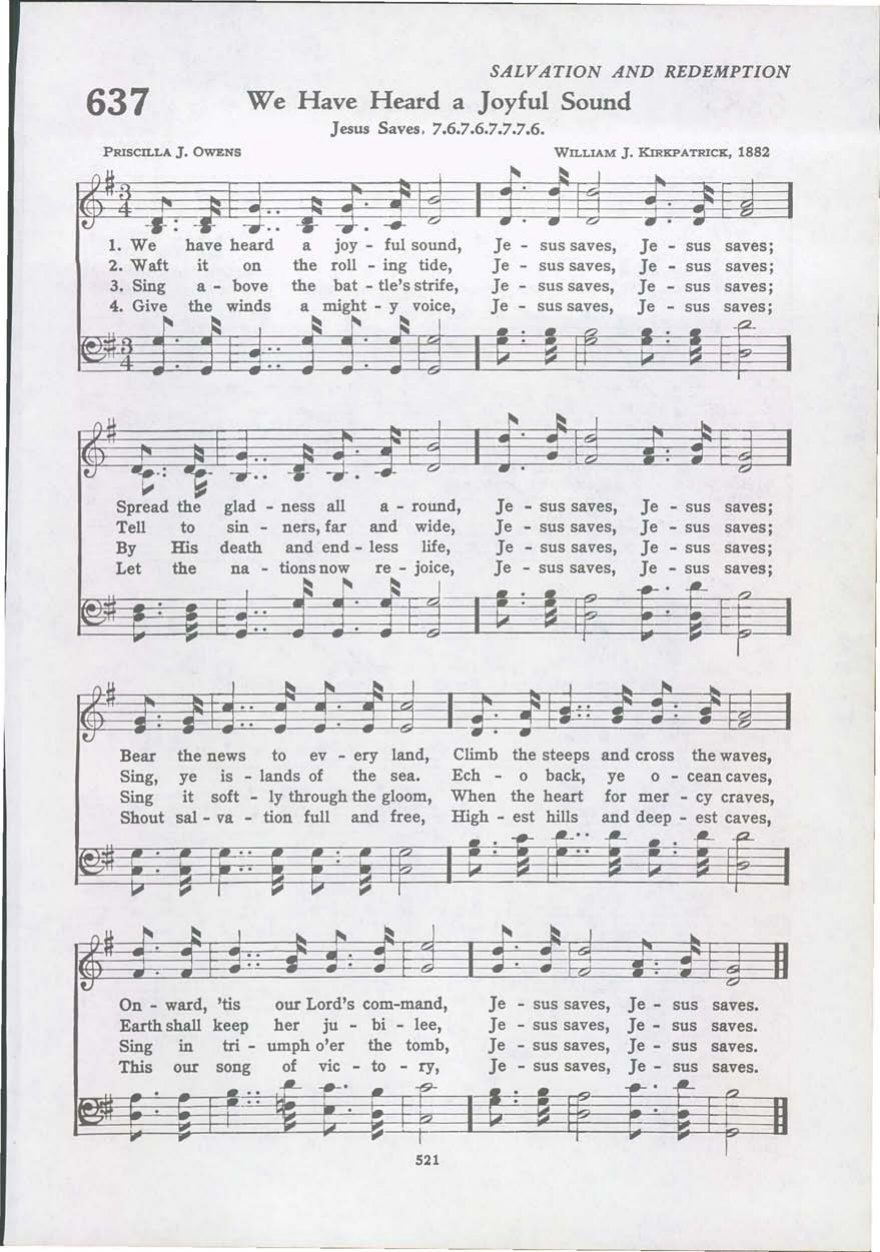 SALVATION AND REDEMPTION
637 We Have Heard a Joyful Sound
Jesus Saves. 7.6.7.6.7.7.7.6.
PRISCILLA J. OWENS WILLIAM J. KIRKPATRICK, 1882
1. We have heard a joy - ful sound, Je - sus saves, Je - sus saves;
2. Waft it on the roll - ing tide, Je - sus saves, Je - sus saves;
3. Sing a - bove the bat - tle's strife, Je - sus saves, Je - sus saves;
4. Give the winds a might - y voice, Je - sus saves, Je - sus saves;
Spread the glad - ness all a - round, Je - sus saves, Je - sus saves;
Tell to sin - ners, far and wide, Je - sus saves, Je - sus saves;
By His death and end - less life, Je - sus saves, Je - sus saves;
Let the na - tions now re - joice, Je - sus saves, Je - sus saves;
Bear the news to ev - ery land, Climb the steeps and cross the waves,
Sing, ye is - lands of the sea. Ech - o back, ye o - cean caves,
Sing it soft - ly through the gloom, When the heart for mer - cy craves,
Shout sal - va - tion full and free, High - est hills and deep - est caves,
On - ward, 'tis our Lord's com-mand, Je - sus saves, Je - sus saves.
Earth shall keep her ju - bi - lee, Je - sus saves, Je - sus saves.
Sing in tri - umph o'er the tomb, Je - sus saves, Je - sus saves.
This our song of vic - to - ry, Je - sus saves, Je - sus saves.
521